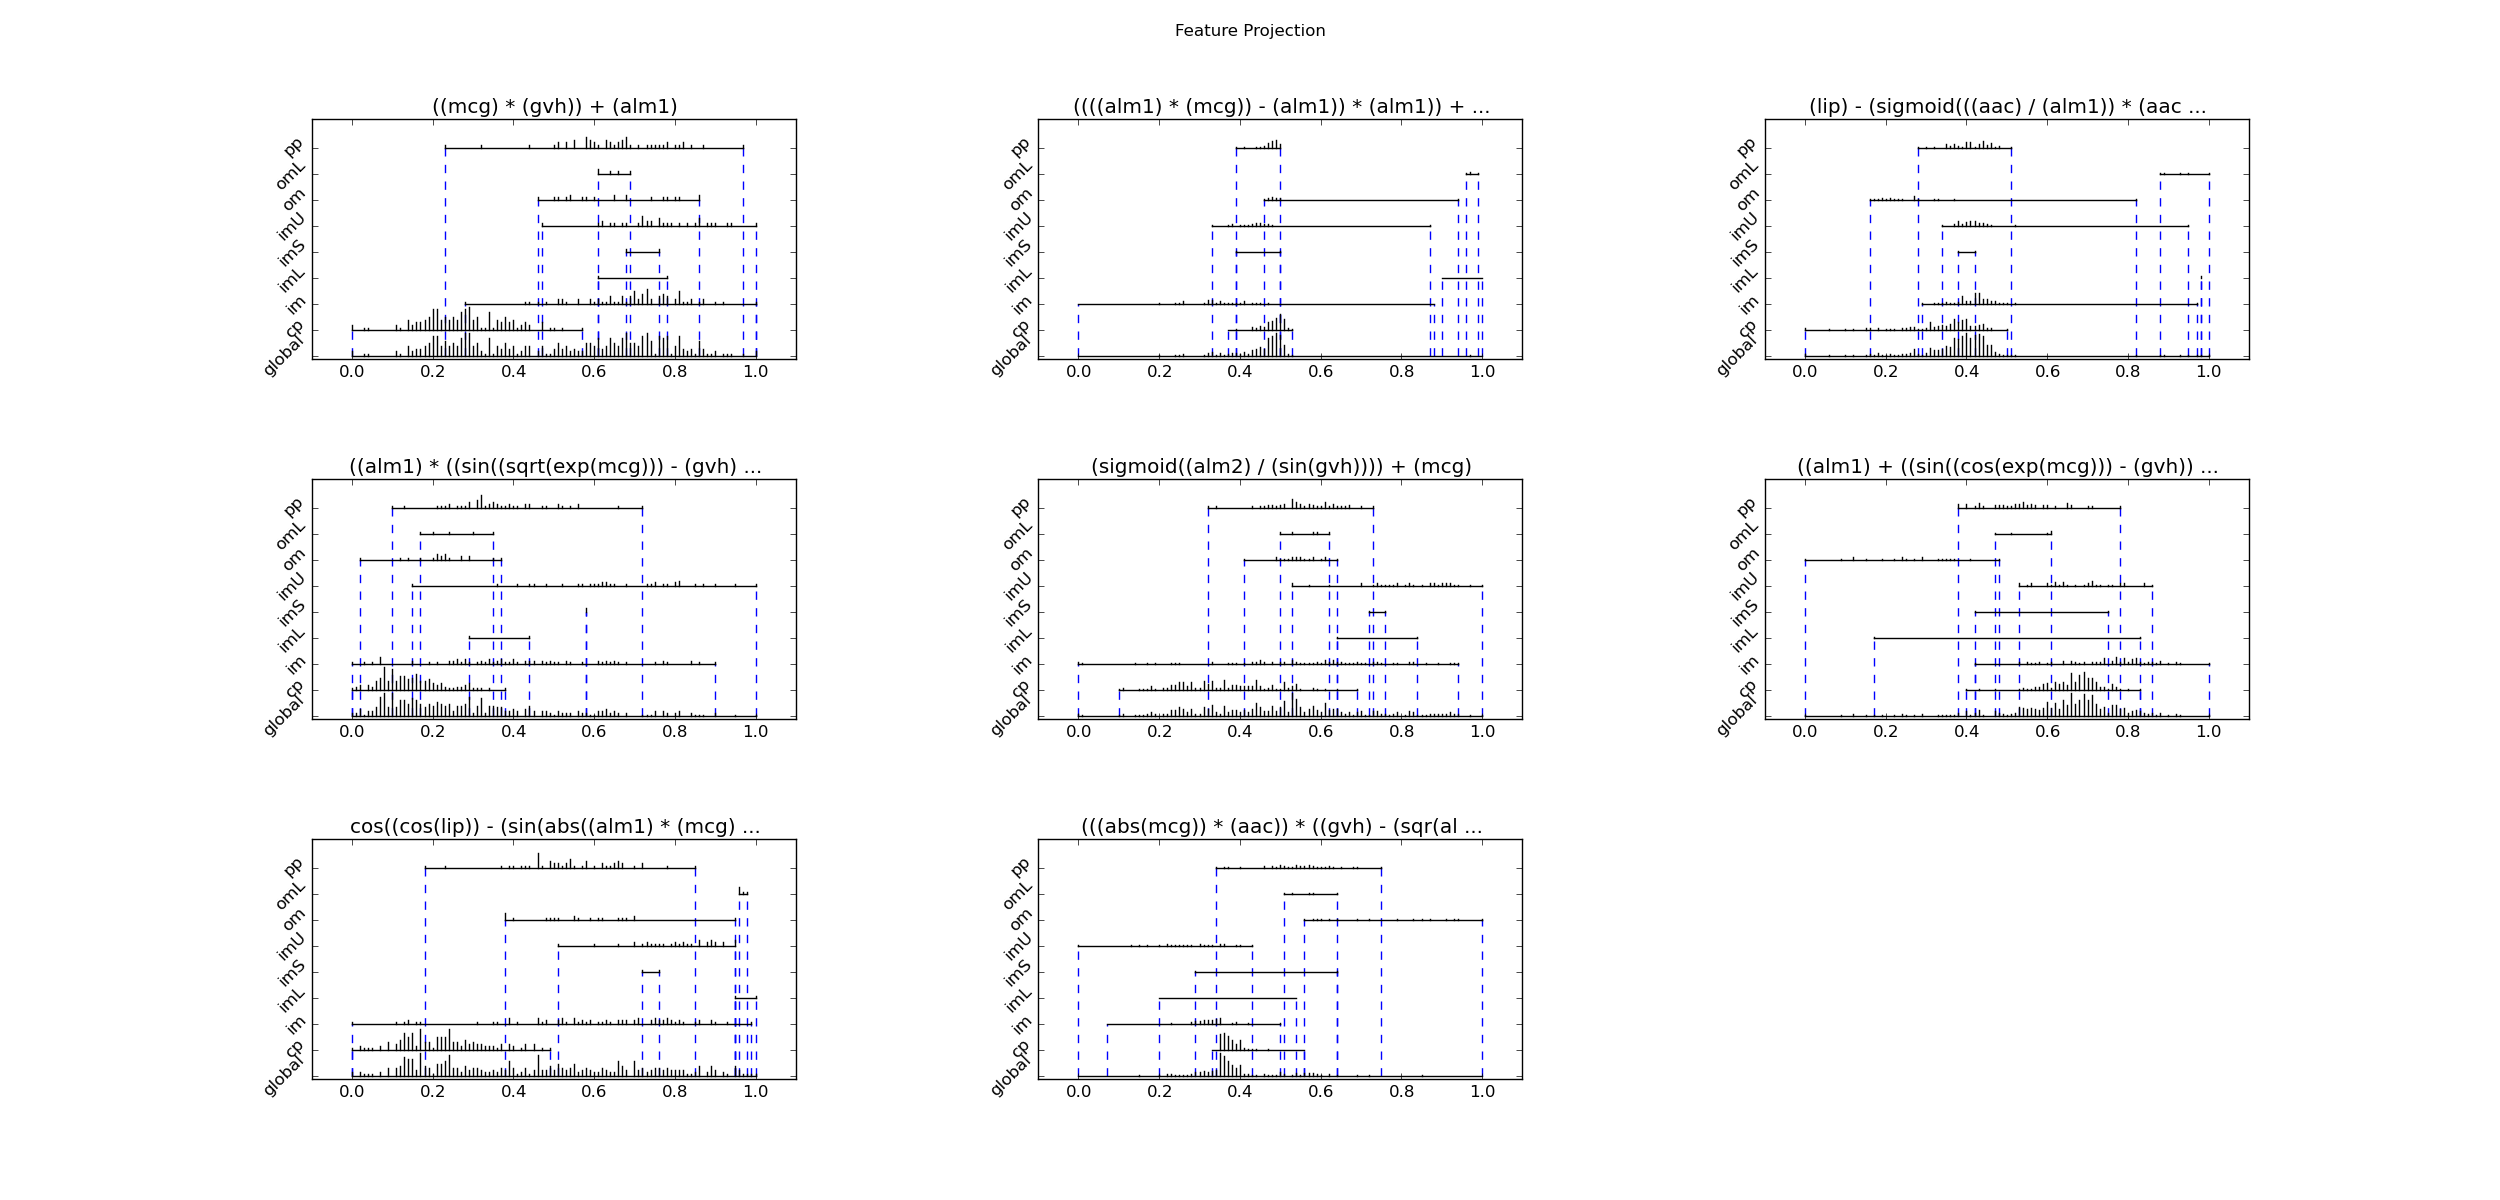 Feature Projection
((mcg) * (gvh)) + (alm1)
pp
omL
om
imU
imS
imL
im
cp
global
0.0 0.2 0.4 0.6 0.8 1.0
((((alm1) * (mcg)) - (alm1)) * (alm1)) + ...
pp
omL
om
imU
imS
imL
im
cp
global
0.0 0.2 0.4 0.6 0.8 1.0
(lip) - (sigmoid(((aac) / (alm1)) * (aac ...
pp
omL
om
imU
imS
imL
im
cp
global
0.0 0.2 0.4 0.6 0.8 1.0
((alm1) * ((sin((sqrt(exp(mcg))) - (gvh) ...
pp
omL
om
imU
imS
imL
im
cp
global
0.0 0.2 0.4 0.6 0.8 1.0
(sigmoid((alm2) / (sin(gvh)))) + (mcg)
pp
omL
om
imU
imS
imL
im
cp
global
0.0 0.2 0.4 0.6 0.8 1.0
((alm1) + ((sin((cos(exp(mcg))) - (gvh)) ...
pp
omL
om
imU
imS
imL
im
cp
global
0.0 0.2 0.4 0.6 0.8 1.0
cos((cos(lip)) - (sin(abs((alm1) * (mcg) ...
pp
omL
om
imU
imS
imL
im
cp
global
0.0 0.2 0.4 0.6 0.8 1.0
(((abs(mcg)) * (aac)) * ((gvh) - (sqr(al ...
pp
omL
om
imU
imS
imL
im
cp
global
0.0 0.2 0.4 0.6 0.8 1.0